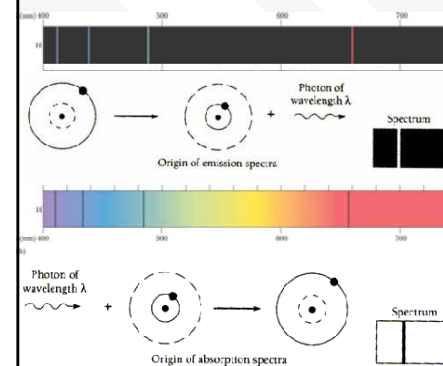 (nm) 400 500 600 700
H
Photon of
wavelength λ
+
Spectrum
Origin of emission spectra
(nm) 400 500 600 700
H
Photon of
wavelength λ
+
Spectrum
Origin of absorption spectra